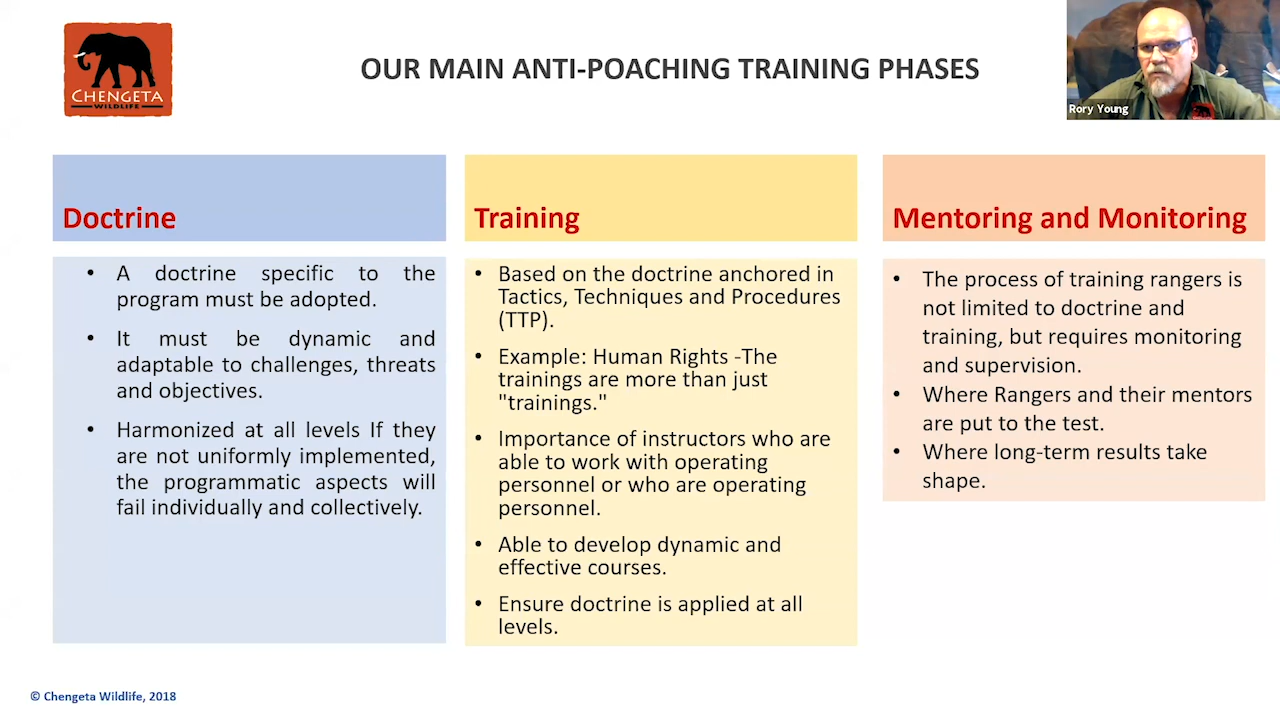 CHENGETA
WILDLIFE
OUR MAIN ANTI-POACHING TRAINING PHASES
Rory Young
Doctrine
• A doctrine specific to the
program must be adopted.
• It must be dynamic and
adaptable to challenges, threats
and objectives.
• Harmonized at all levels If they
are not uniformly implemented,
the programmatic aspects will
fail individually and collectively.
Training
• Based on the doctrine anchored in
Tactics, Techniques and Procedures
(TTP).
• Example: Human Rights -The
trainings are more than just
"trainings."
• Importance of instructors who are
able to work with operating
personnel or who are operating
personnel.
• Able to develop dynamic and
effective courses.
• Ensure doctrine is applied at all
levels.
Mentoring and Monitoring
• The process of training rangers is
not limited to doctrine and
training, but requires monitoring
and supervision.
• Where Rangers and their mentors
are put to the test.
• Where long-term results take
shape.
© Chengeta Wildlife, 2018